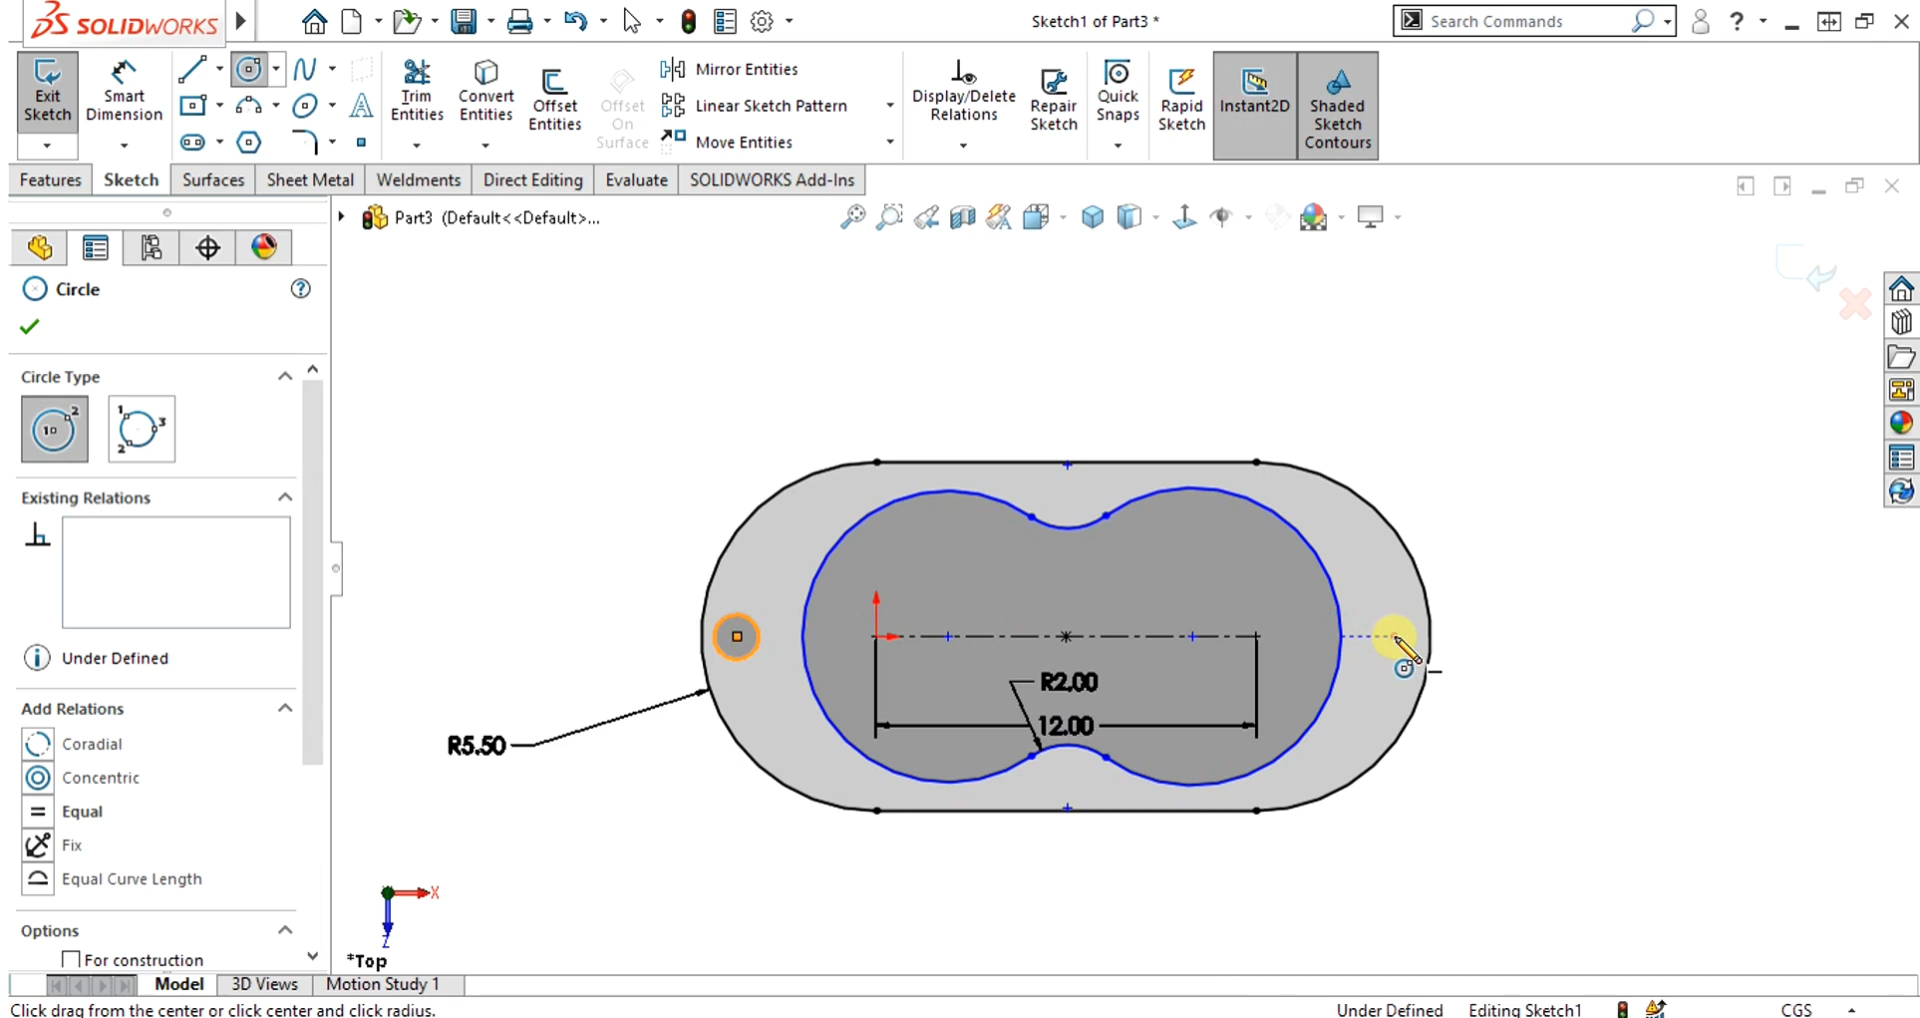 SOLIDWORKS
Sketch1 of Part3 *
Search Commands
?
Exit Sketch
Smart Dimension
Trim Entities
Convert Entities
Offset Entities
Offset On Surface
Mirror Entities
Linear Sketch Pattern
Move Entities
Display/Delete Relations
Repair Sketch
Quick Snaps
Rapid Sketch
Instant2D
Shaded Sketch Contours
Features
Sketch
Surfaces
Sheet Metal
Weldments
Direct Editing
Evaluate
SOLIDWORKS Add-Ins
Part3 (Default<<Default>...
Circle
?
Circle Type
1 2
1 2 3
Existing Relations
Under Defined
Add Relations
Coradial
Concentric
Equal
Fix
Equal Curve Length
Options
For construction
R2.00
12.00
R5.50
X
Z
*Top
Model
3D Views
Motion Study 1
Click drag from the center or click center and click radius.
Under Defined
Editing Sketch1
CGS